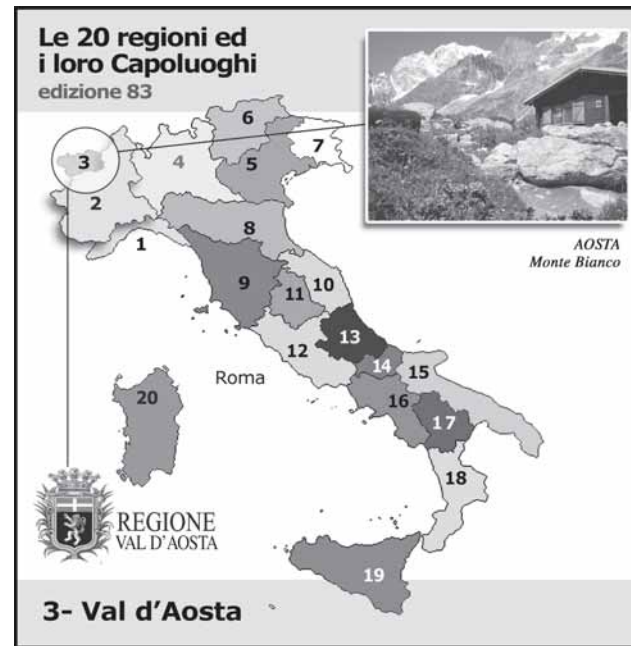 Le 20 regioni ed
i loro Capoluoghi
edizione 83
6
7
3
4
5
2
8
1
AOSTA
Monte Bianco
9
10
11
13
12
14
15
Roma
20
16
17
18
REGIONE
VAL D'AOSTA
19
3- Val d'Aosta